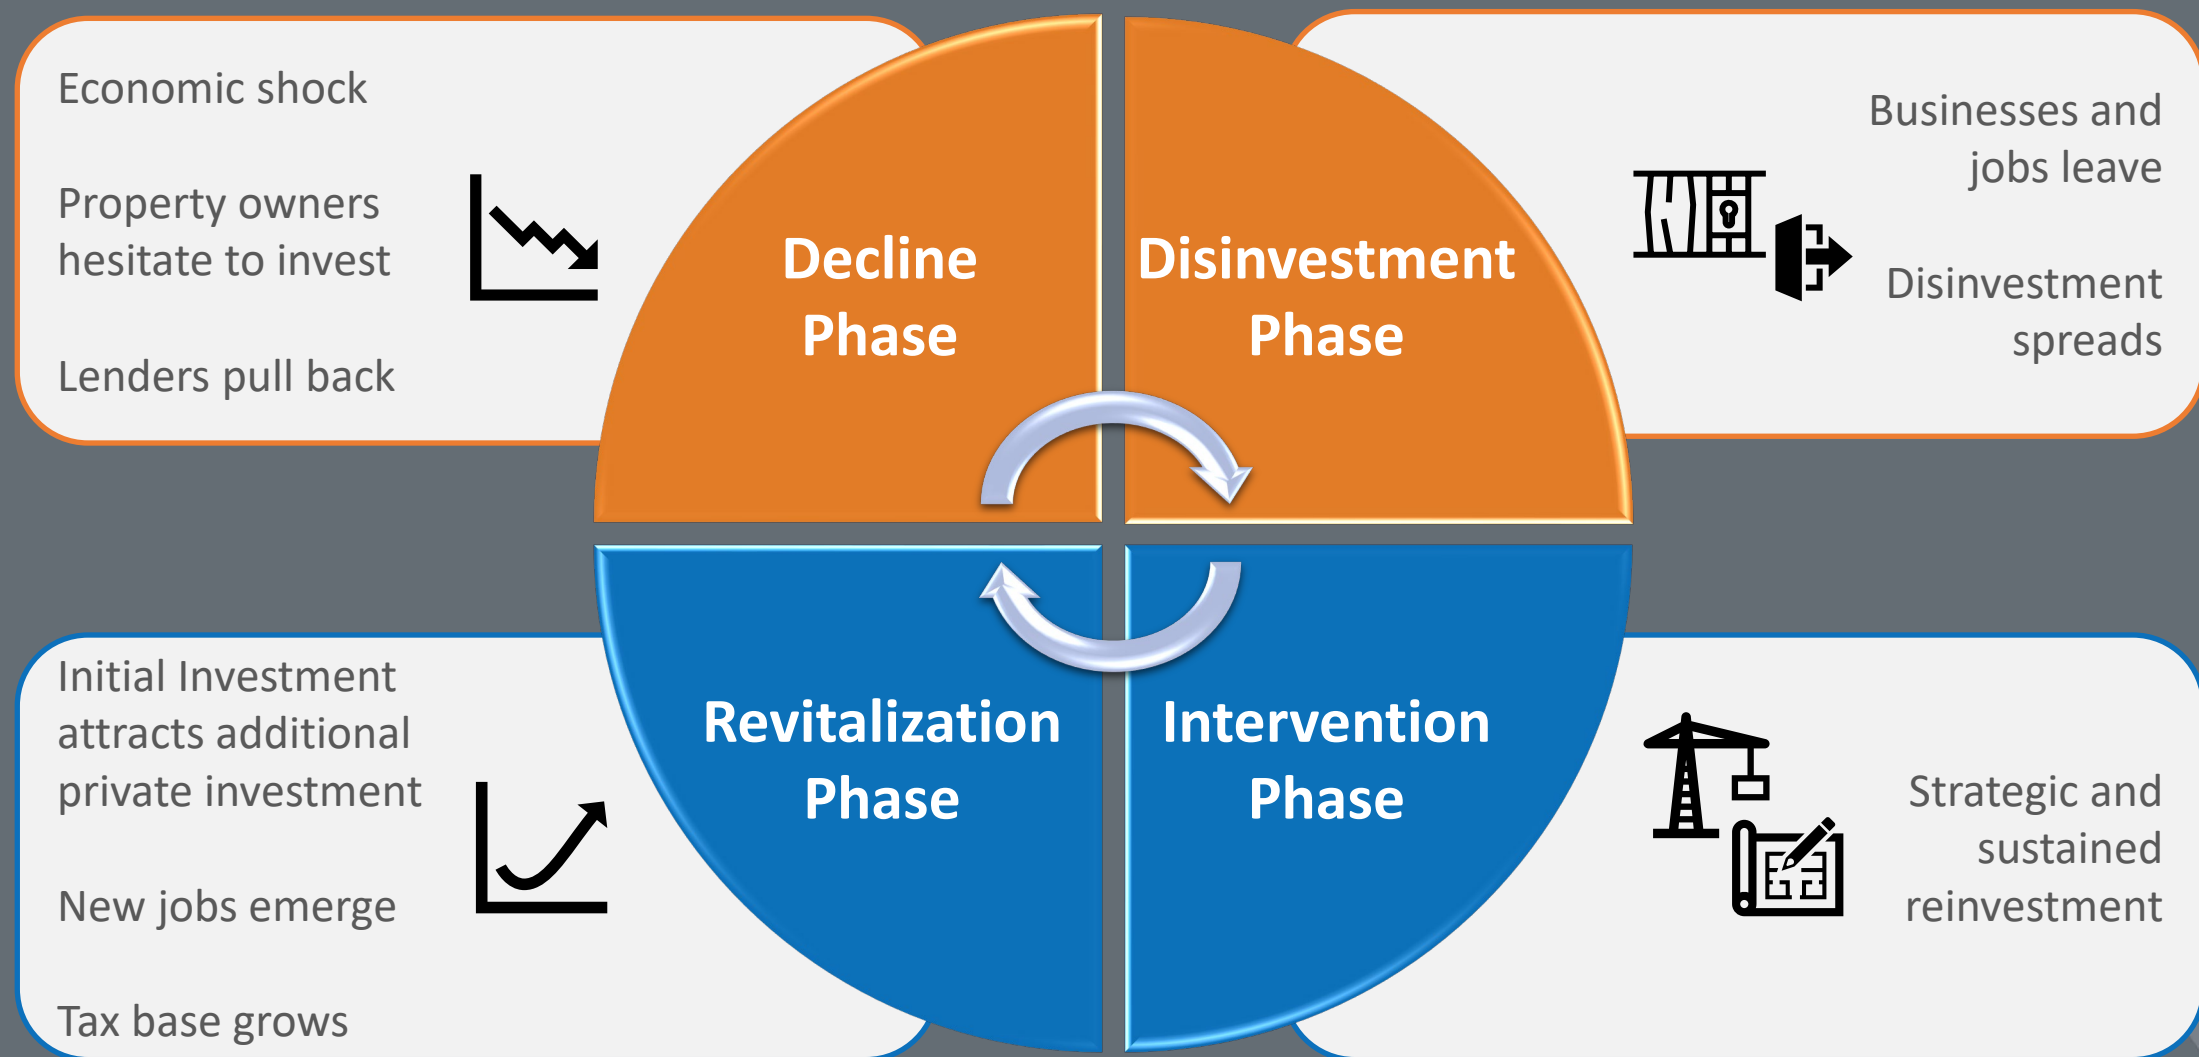 Economic shock
Property owners
hesitate to invest
Lenders pull back
Decline
Phase
Disinvestment
Phase
Businesses and
jobs leave
Disinvestment
spreads
Initial Investment
attracts additional
private investment
New jobs emerge
Tax base grows
Revitalization
Phase
Intervention
Phase
Strategic and
sustained
reinvestment